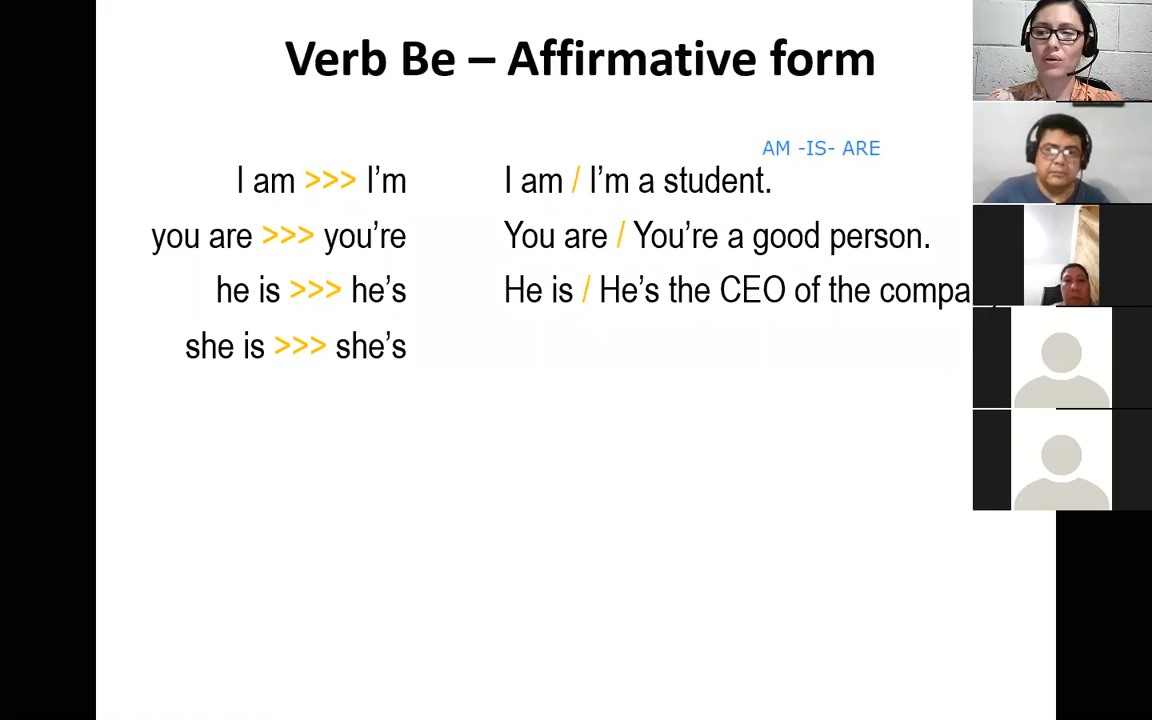 Verb Be – Affirmative form
AM -IS- ARE
I am >>> I'm
I am / I'm a student.
you are >>> you're
You are / You're a good person.
he is >>> he's
He is / He's the CEO of the compa
she is >>> she's